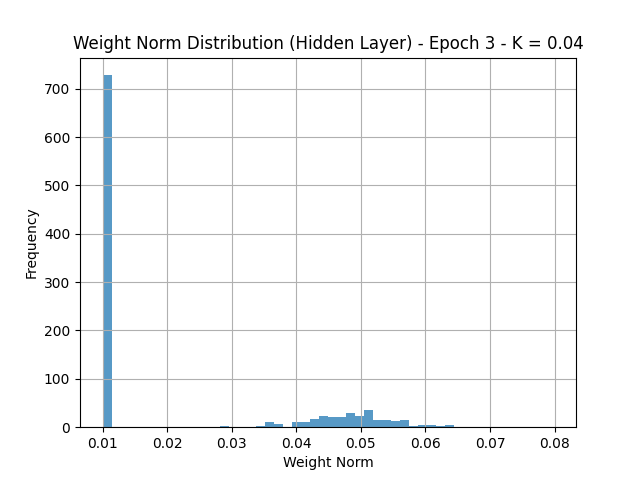 Weight Norm Distribution (Hidden Layer) - Epoch 3 - K = 0.04
700
600
500
400
300
200
100
0
Frequency
0.01 0.02 0.03 0.04 0.05 0.06 0.07 0.08
Weight Norm